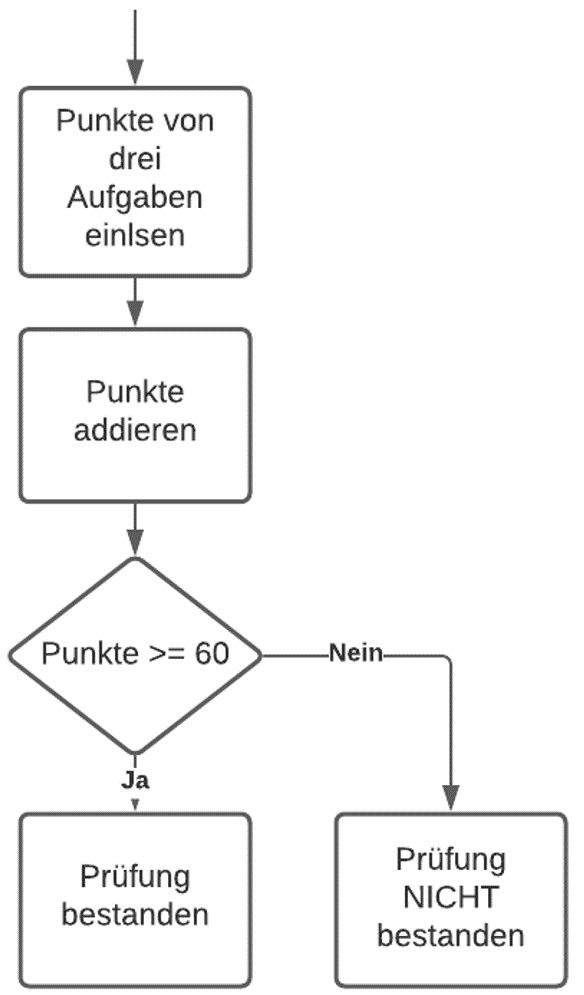 Punkte von
drei
Aufgaben
einlsen
Punkte
addieren
Punkte >= 60
Nein
Ja
Prüfung
bestanden
Prüfung
NICHT
bestanden